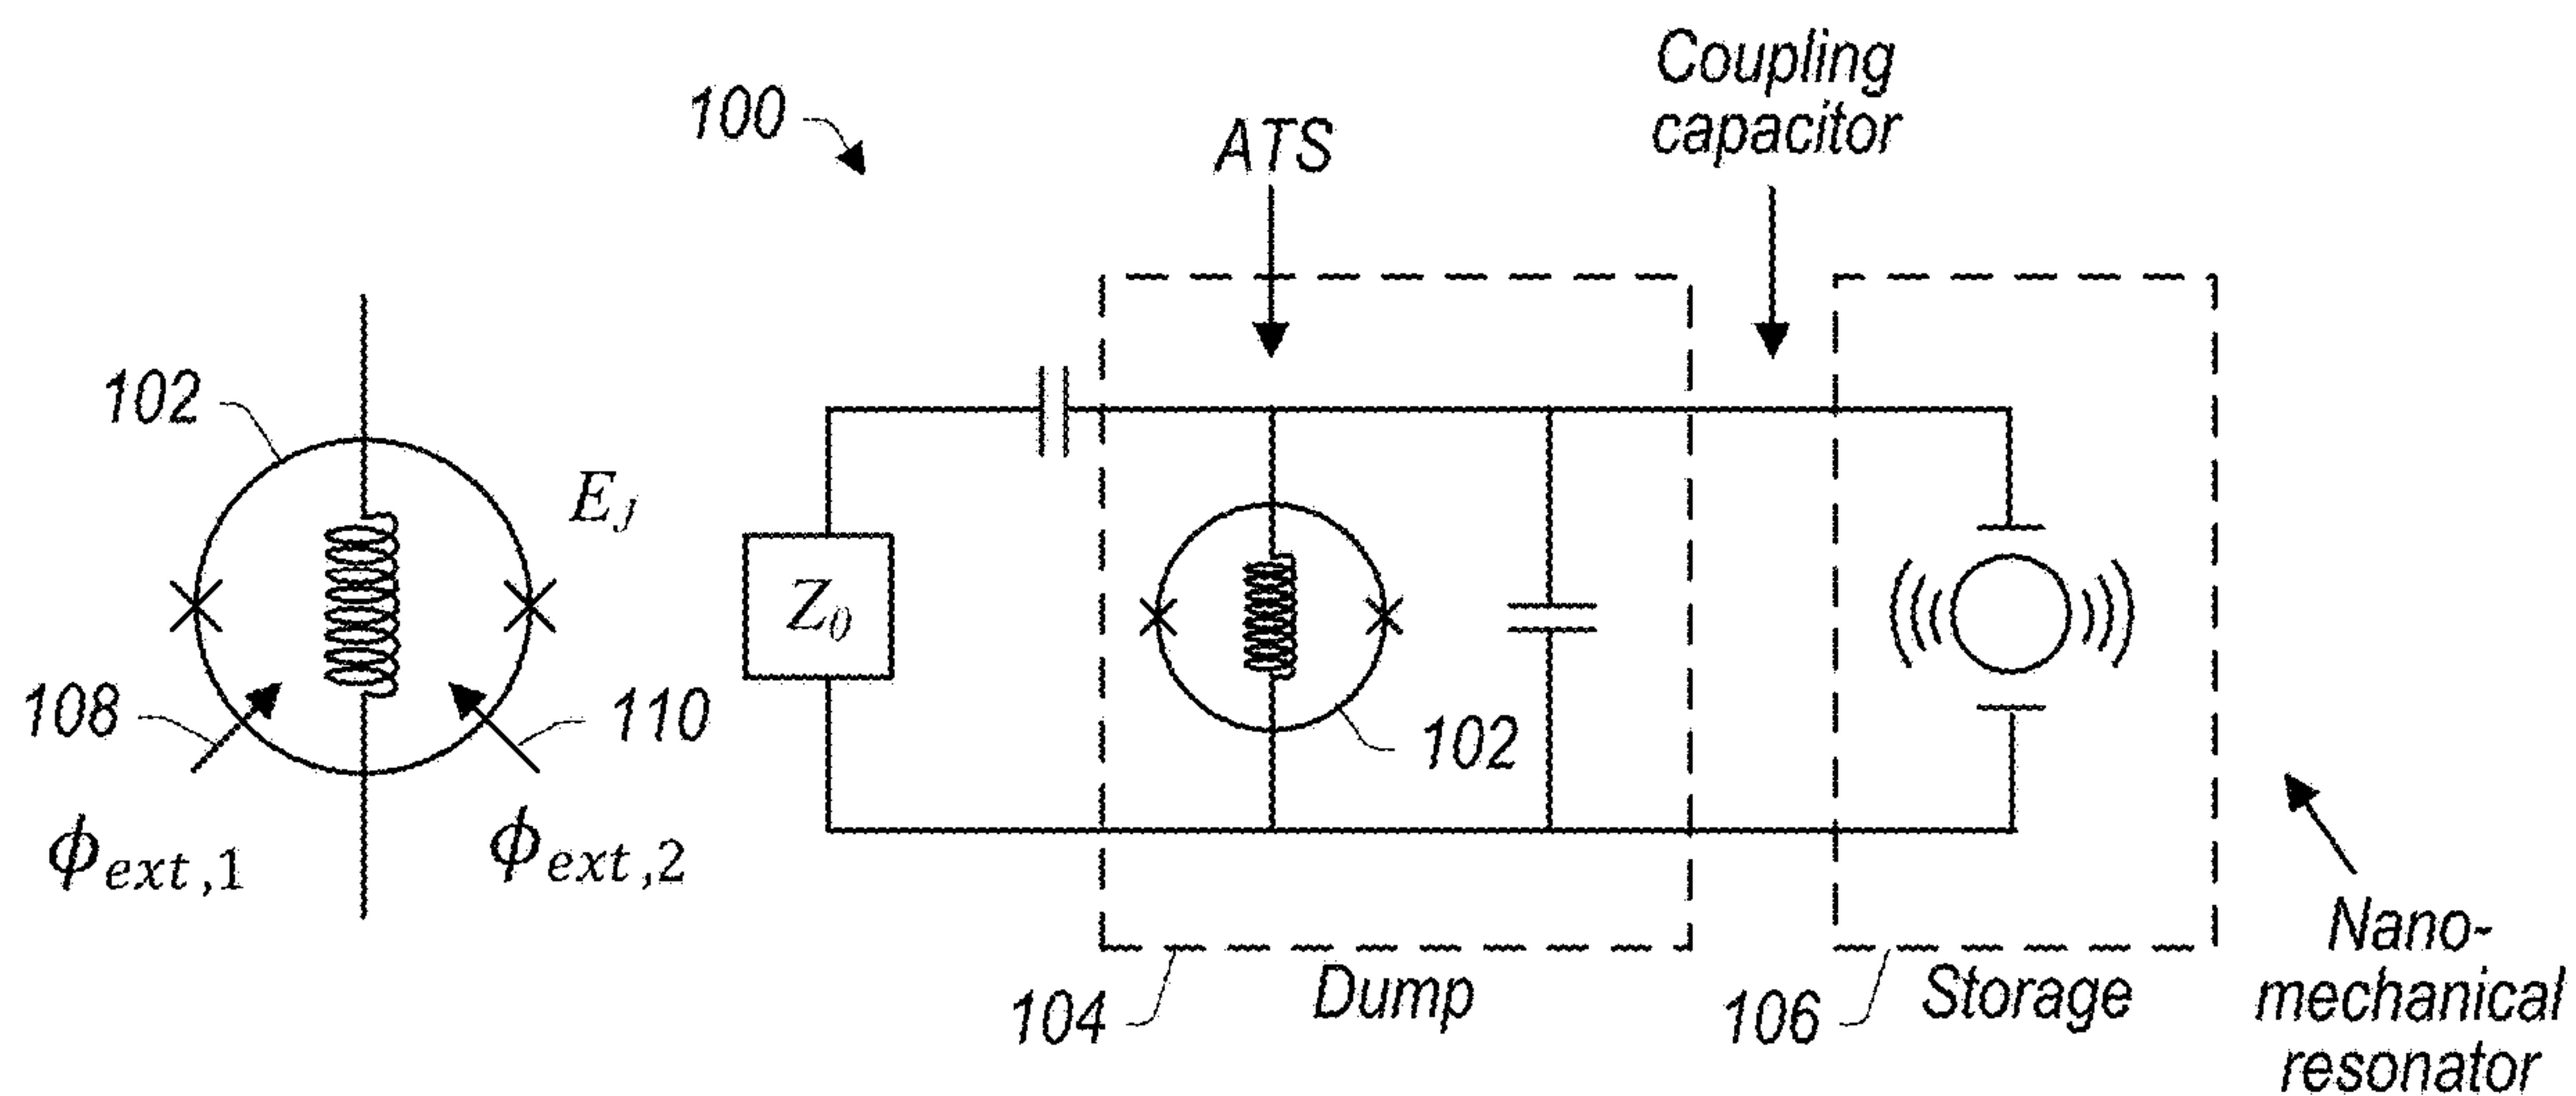 100
ATS
Coupling
capacitor
102
E_J
108
110
ϕ_ext,1
ϕ_ext,2
Z_0
102
104
Dump
106
Storage
Nano-
mechanical
resonator